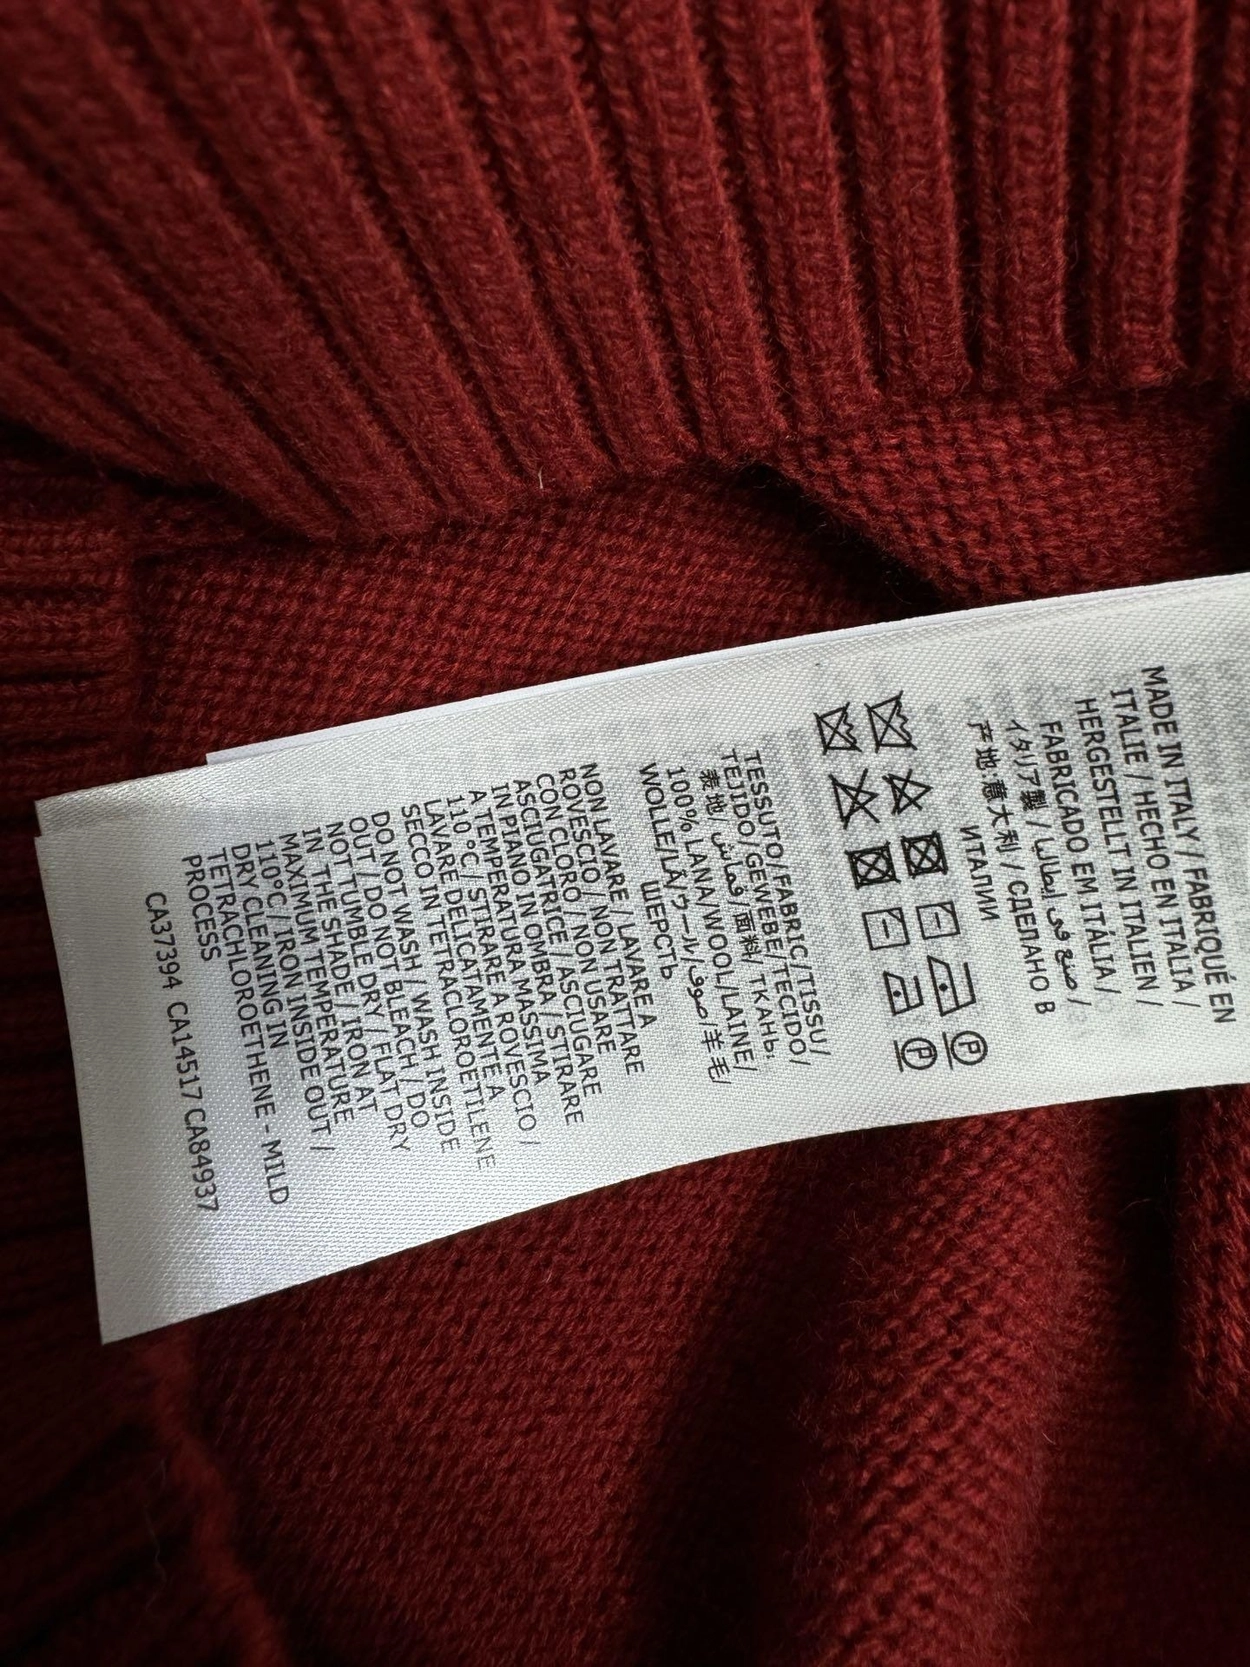 MADE IN ITALY / FABRIQUÉ EN
ITALIE / HECHO EN ITALIA /
HERGESTELLT IN ITALIEN /
FABRICADO EM ITÁLIA /
イタリア製 / صنع في إيطاليا /
产地:意大利 / СДЕЛАНО В
ИТАЛИИ
P
P
TESSUTO/FABRIC/TISSU/
TEJIDO/GEWEBE/TECIDO/
表地/ قماش /面料/ ТКАНЬ:
100% LANA/WOOL/LAINE/
WOLLE/LÃ/ウール/صوف/羊毛/
ШЕРСТЬ
NON LAVARE / LAVARE A
ROVESCIO / NON TRATTARE
CON CLORO / NON USARE
ASCIUGATRICE / ASCIUGARE
IN PIANO IN OMBRA / STIRARE
A TEMPERATURA MASSIMA
110 °C / STIRARE A ROVESCIO /
LAVARE DELICATAMENTE A
SECCO IN TETRACLOROETILENE
DO NOT WASH / WASH INSIDE
OUT / DO NOT BLEACH / DO
NOT TUMBLE DRY / FLAT DRY
IN THE SHADE / IRON AT
MAXIMUM TEMPERATURE
110°C / IRON INSIDE OUT /
DRY CLEANING IN
TETRACHLOROETHENE - MILD
PROCESS
CA37394 CA14517 CA84937